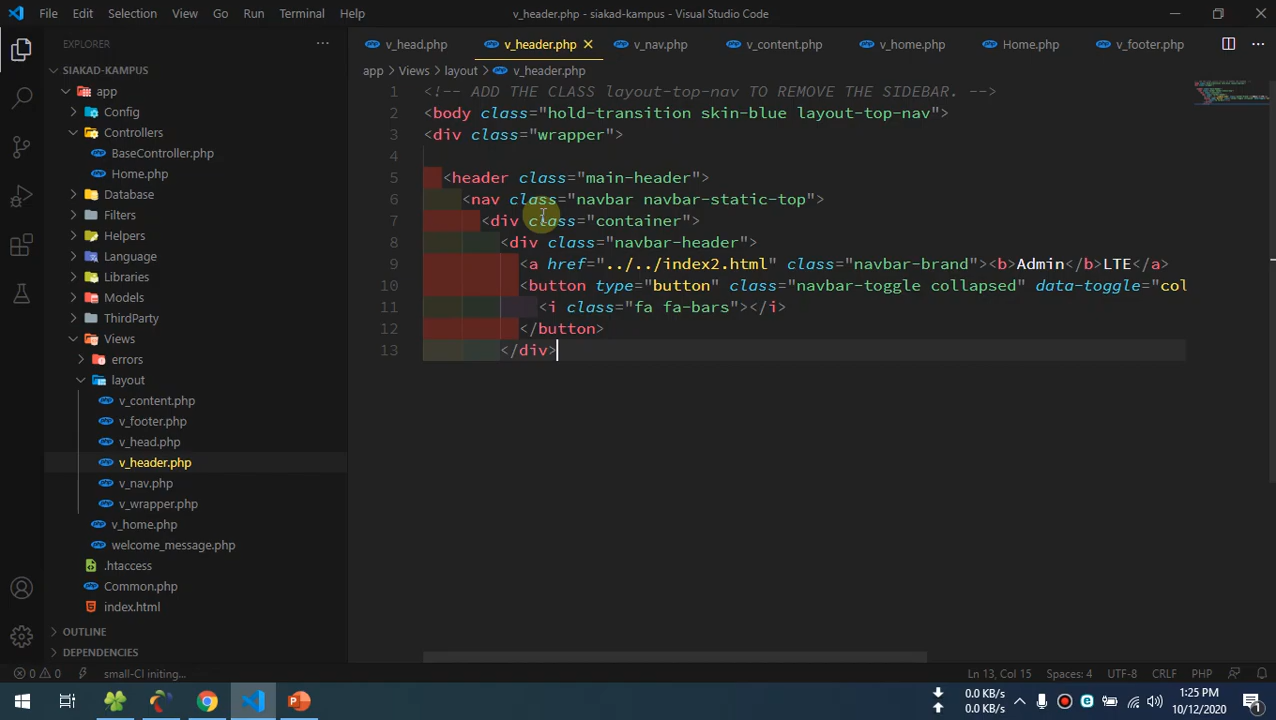 File Edit Selection View Go Run Terminal Help v_header.php - siakad-kampus - Visual Studio Code
EXPLORER
SIAKAD-KAMPUS
app
Config
Controllers
BaseController.php
Home.php
Database
Filters
Helpers
Language
Libraries
Models
ThirdParty
Views
errors
layout
v_content.php
v_footer.php
v_head.php
v_header.php
v_nav.php
v_wrapper.php
v_home.php
welcome_message.php
.htaccess
Common.php
index.html
OUTLINE
DEPENDENCIES
v_head.php v_header.php v_nav.php v_content.php v_home.php Home.php v_footer.php
app > Views > layout > v_header.php
1 <!-- ADD THE CLASS layout-top-nav TO REMOVE THE SIDEBAR. -->
2 <body class="hold-transition skin-blue layout-top-nav">
3 <div class="wrapper">
4
5 <header class="main-header">
6 <nav class="navbar navbar-static-top">
7 <div class="container">
8 <div class="navbar-header">
9 <a href="../../index2.html" class="navbar-brand"><b>Admin</b>LTE</a>
10 <button type="button" class="navbar-toggle collapsed" data-toggle="col
11 <i class="fa fa-bars"></i>
12 </button>
13 </div>
0 0 small-CI initing... Ln 13, Col 15 Spaces: 4 UTF-8 CRLF PHP
0.0 KB/s
0.0 KB/s
1:25 PM
10/12/2020
1